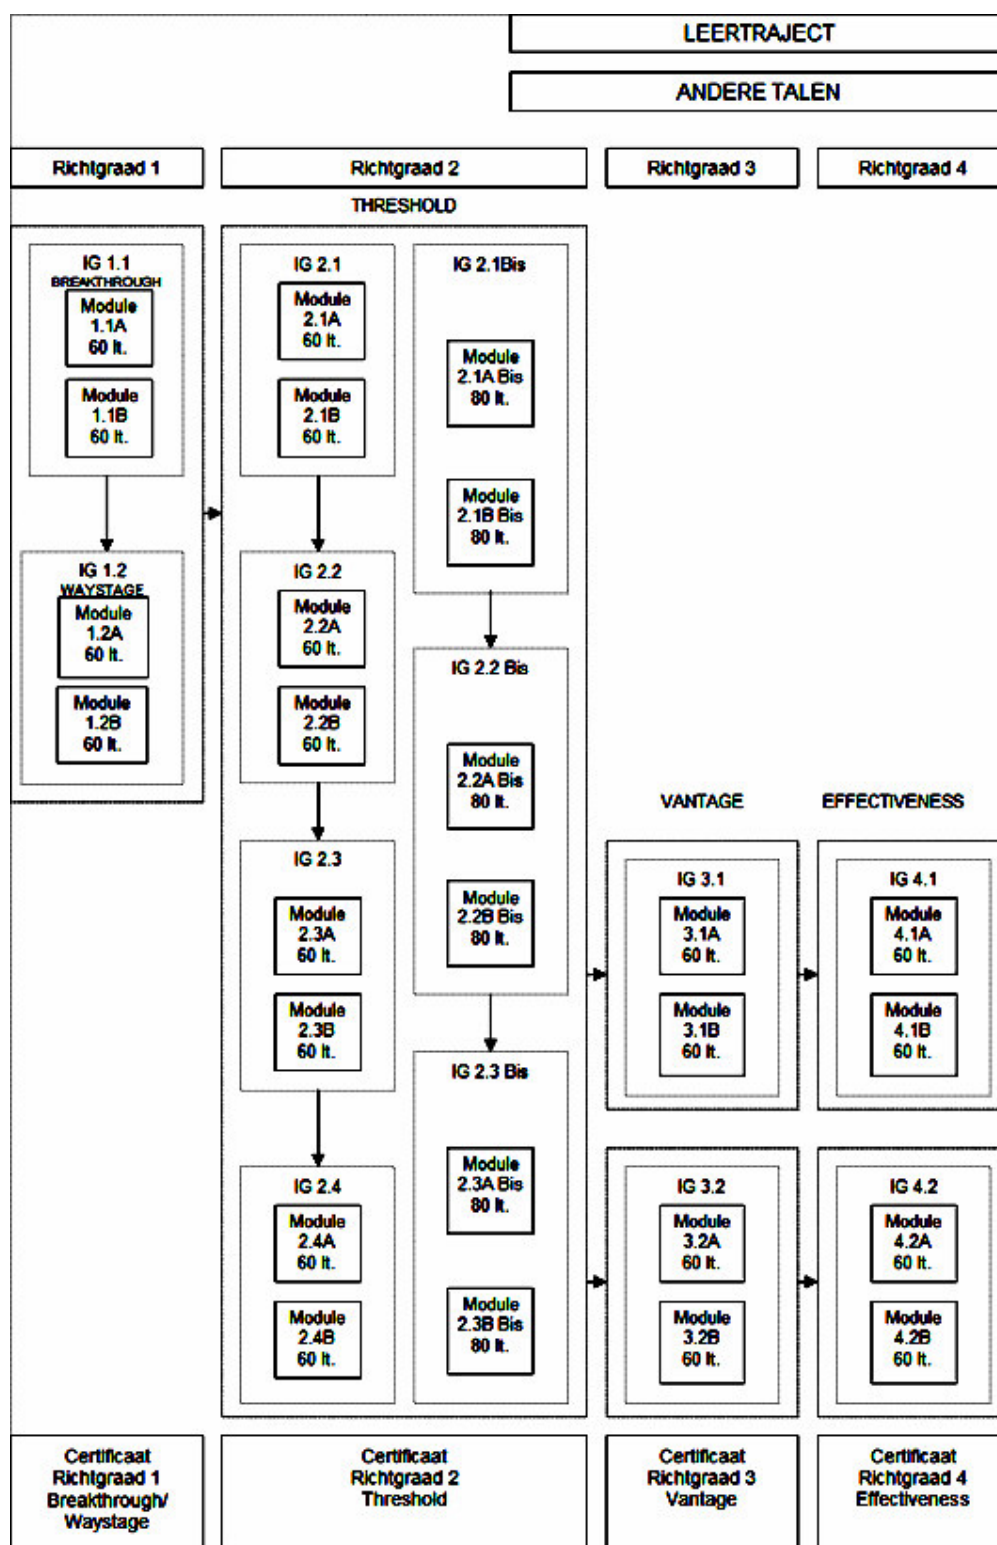 LEERTRAJECT
ANDERE TALEN
Richtgraad 1
Richtgraad 2
Richtgraad 3
Richtgraad 4
THRESHOLD
IG 1.1
BREAKTHROUGH
Module
1.1A
60 lt.
Module
1.1B
60 lt.
IG 1.2
WAYSTAGE
Module
1.2A
60 lt.
Module
1.2B
60 lt.
IG 2.1
Module
2.1A
60 lt.
Module
2.1B
60 lt.
IG 2.2
Module
2.2A
60 lt.
Module
2.2B
60 lt.
IG 2.3
Module
2.3A
60 lt.
Module
2.3B
60 lt.
IG 2.4
Module
2.4A
60 lt.
Module
2.4B
60 lt.
IG 2.1Bis
Module
2.1A Bis
80 lt.
Module
2.1B Bis
80 lt.
IG 2.2 Bis
Module
2.2A Bis
80 lt.
Module
2.2B Bis
80 lt.
IG 2.3 Bis
Module
2.3A Bis
80 lt.
Module
2.3B Bis
80 lt.
VANTAGE
IG 3.1
Module
3.1A
60 lt.
Module
3.1B
60 lt.
IG 3.2
Module
3.2A
60 lt.
Module
3.2B
60 lt.
EFFECTIVENESS
IG 4.1
Module
4.1A
60 lt.
Module
4.1B
60 lt.
IG 4.2
Module
4.2A
60 lt.
Module
4.2B
60 lt.
Certificaat
Richtgraad 1
Breakthrough/
Waystage
Certificaat
Richtgraad 2
Threshold
Certificaat
Richtgraad 3
Vantage
Certificaat
Richtgraad 4
Effectiveness